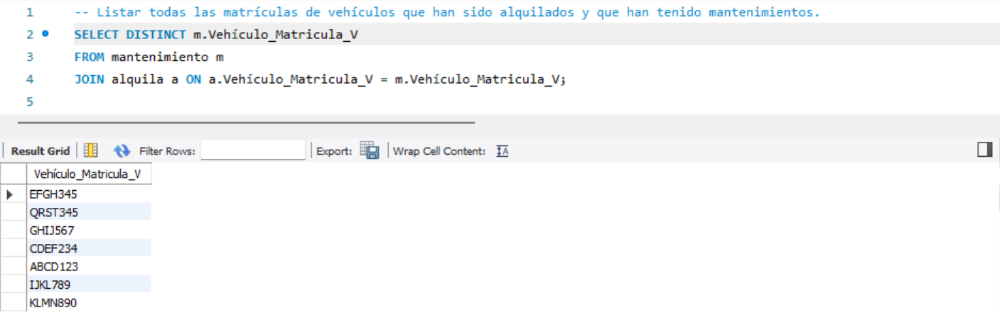 1 -- Listar todas las matrículas de vehículos que han sido alquilados y que han tenido mantenimientos.
2 SELECT DISTINCT m.Vehículo_Matricula_V
3 FROM mantenimiento m
4 JOIN alquila a ON a.Vehículo_Matricula_V = m.Vehículo_Matricula_V;
5
Result Grid Filter Rows: Export: Wrap Cell Content: IA
Vehículo_Matricula_V
EFGH345
QRST345
GHIJ567
CDEF234
ABCD123
IJKL789
KLMN890